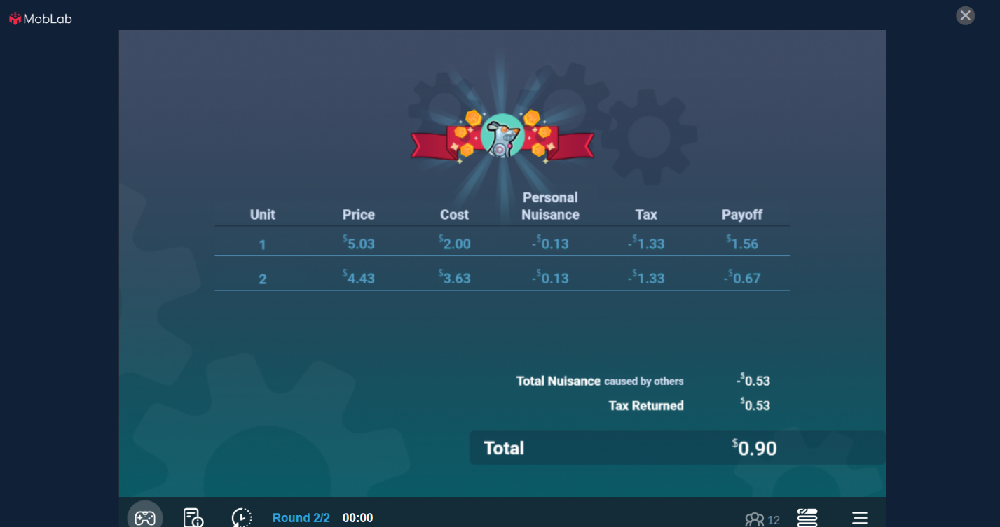 MobLab
Personal
Unit Price Cost Nuisance Tax Payoff
1 $5.03 $2.00 -$0.13 -$1.33 $1.56
2 $4.43 $3.63 -$0.13 -$1.33 -$0.67
Total Nuisance caused by others -$0.53
Tax Returned $0.53
Total $0.90
Round 2/2 00:00 12